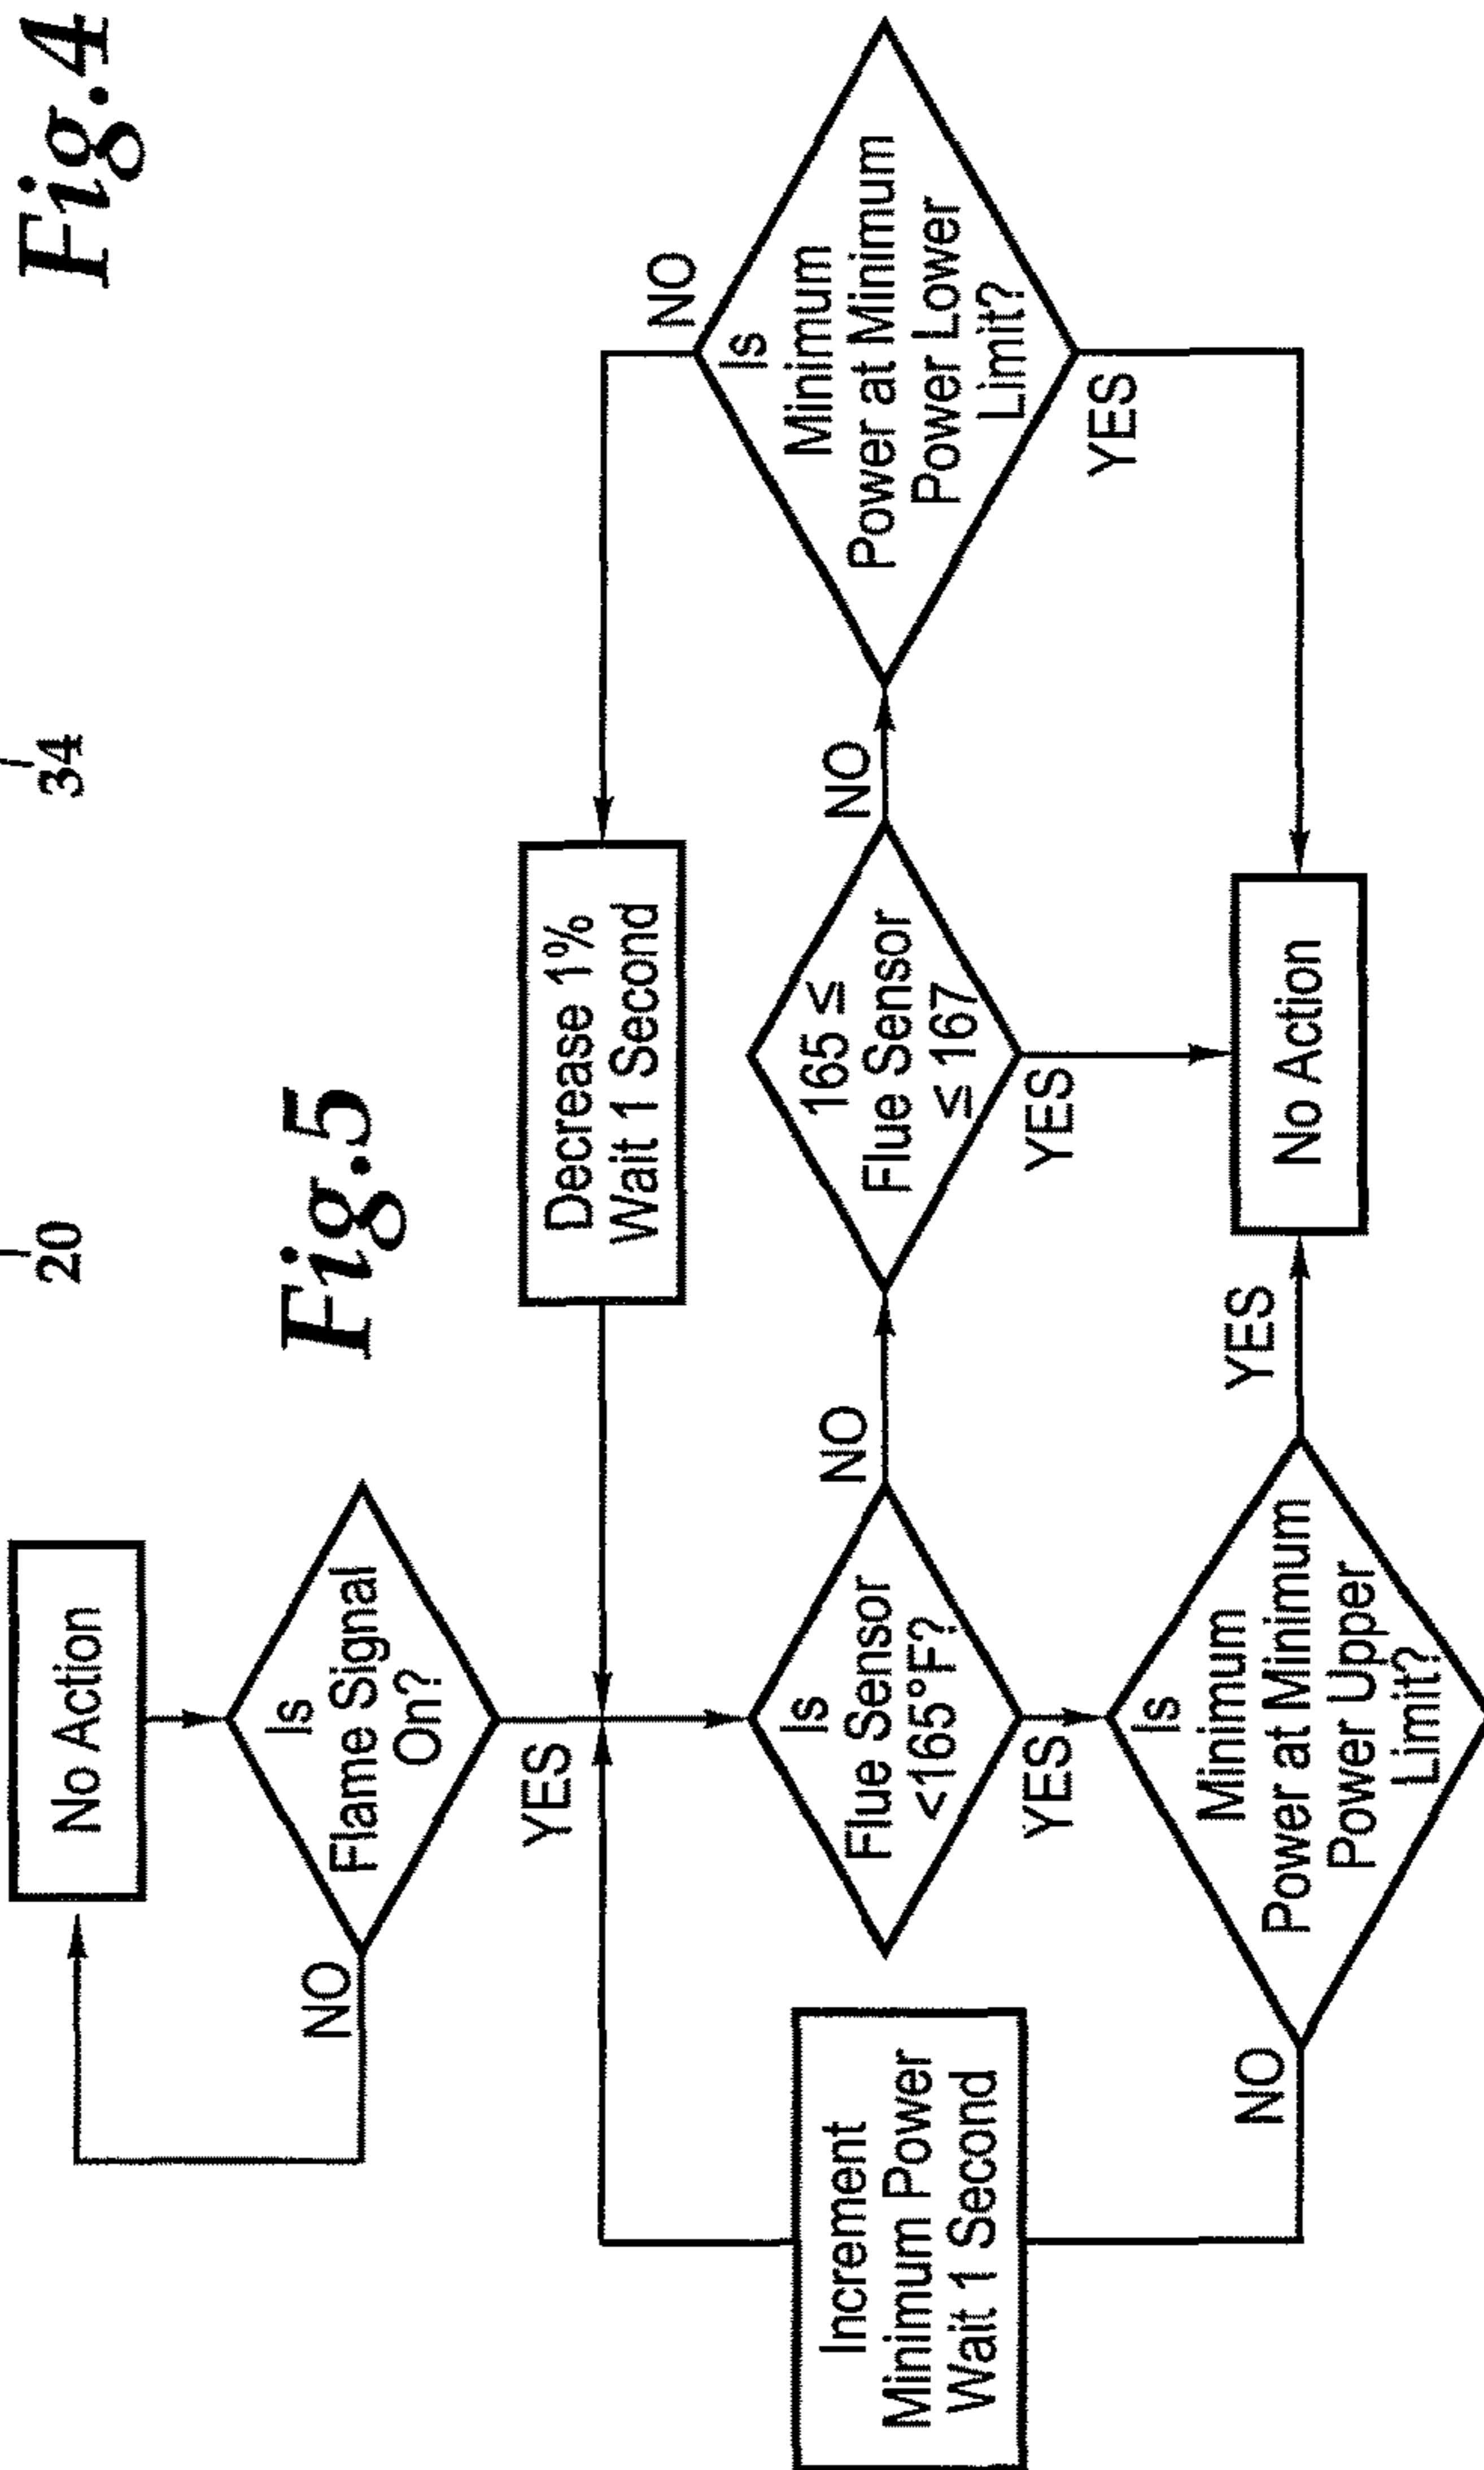 34
Fig.4
20
Fig.5
No Action
Is
Flame Signal
On?
NO
YES
Decrease 1%
Wait 1 Second
NO
Increment
Minimum Power
Wait 1 Second
Is
Flue Sensor
<165°F?
NO
YES
165 ≤
Flue Sensor
≤ 167
NO
YES
Is
Minimum
Power at Minimum
Power Lower
Limit?
YES
Is
Minimum
Power at Minimum
Power Upper
Limit?
NO
YES
No Action